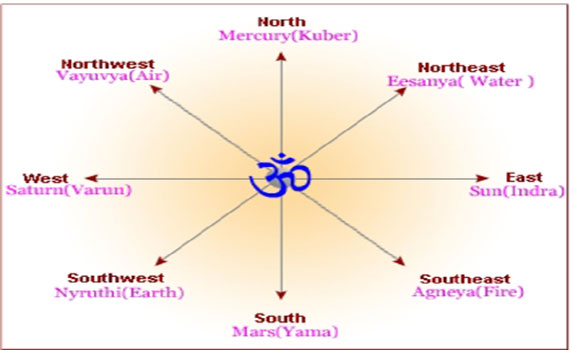 North
Mercury(Kuber)
Northwest
Vayuvya(Air)
Northeast
Eesanya( Water )
ॐ
West
Saturn(Varun)
East
Sun(Indra)
Southwest
Nyruthi(Earth)
Southeast
Agneya(Fire)
South
Mars(Yama)